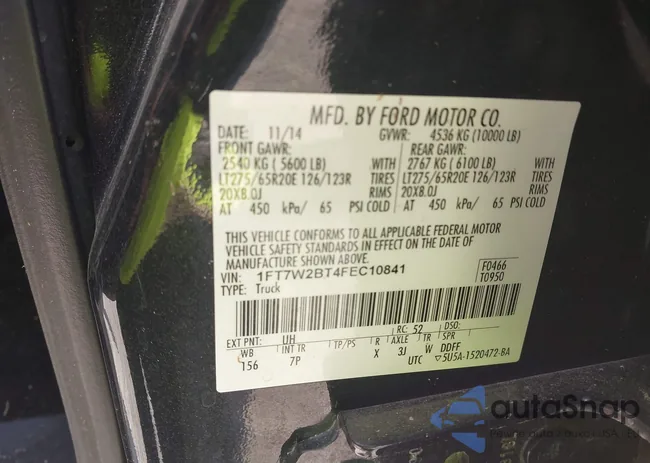 MFD. BY FORD MOTOR CO.
DATE: 11/14 GVWR: 4536 KG (10000 LB)
FRONT GAWR: REAR GAWR:
2540 KG ( 5600 LB) WITH 2767 KG ( 6100 LB) WITH
LT275/65R20E 126/123R TIRES LT275/65R20E 126/123R TIRES
20X8.0J RIMS 20X8.0J RIMS
AT 450 kPa/ 65 PSI COLD AT 450 kPa/ 65 PSI COLD
THIS VEHICLE CONFORMS TO ALL APPLICABLE FEDERAL MOTOR
VEHICLE SAFETY STANDARDS IN EFFECT ON THE DATE OF
MANUFACTURE SHOWN ABOVE.
VIN: 1FT7W2BT4FEC10841 F0466
TYPE: Truck T0950
EXT PNT: UH RC: 52 DSO:
WB INT TR TP/PS R AXLE TR SPR
156 7P X 3J W DDFF
UTC ▽5U5A-1520472-BA
autoSnap